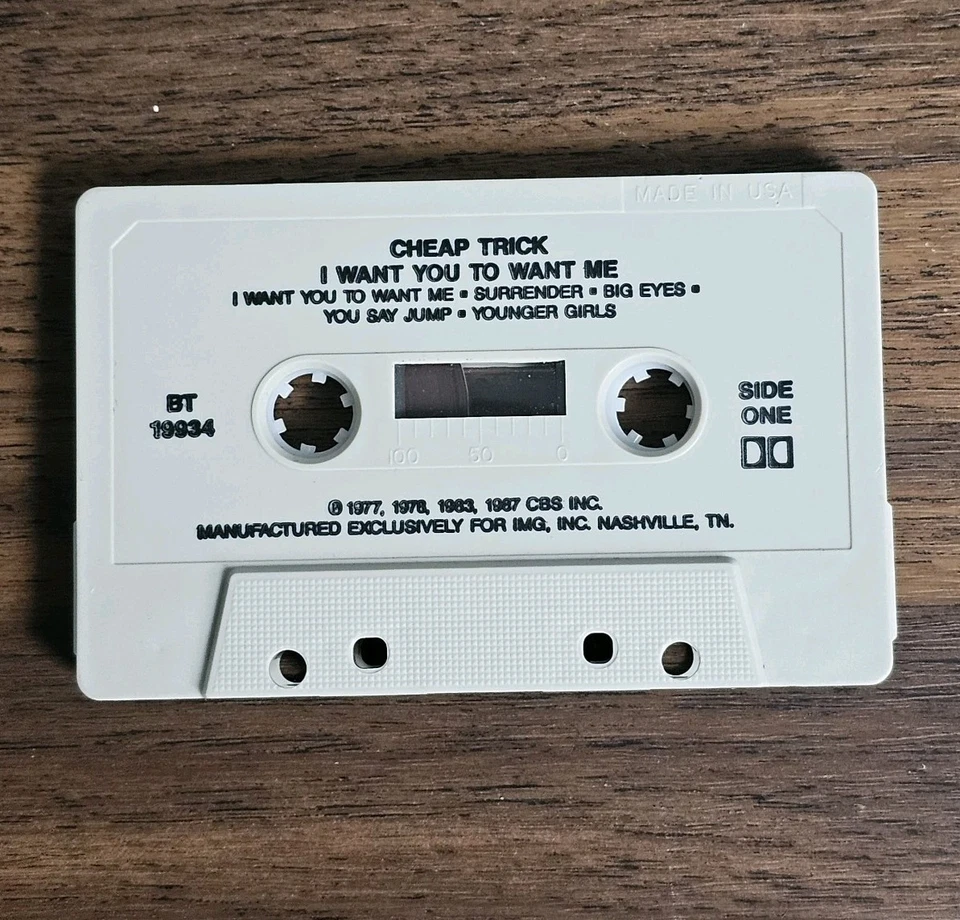 MADE IN USA
CHEAP TRICK
I WANT YOU TO WANT ME
I WANT YOU TO WANT ME ▪ SURRENDER ▪ BIG EYES ▪
YOU SAY JUMP ▪ YOUNGER GIRLS
BT
19934
SIDE
ONE
100 50 0
℗ 1977, 1978, 1983, 1987 CBS INC.
MANUFACTURED EXCLUSIVELY FOR IMG, INC. NASHVILLE, TN.